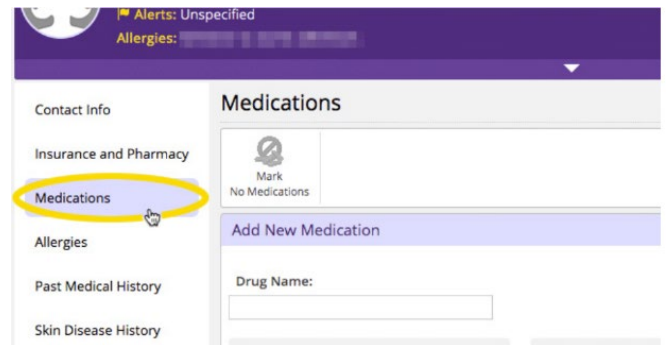 Alerts: Unspecified
Allergies:
Contact Info
Insurance and Pharmacy
Medications
Allergies
Past Medical History
Skin Disease History
Medications
Mark
No Medications
Add New Medication
Drug Name: